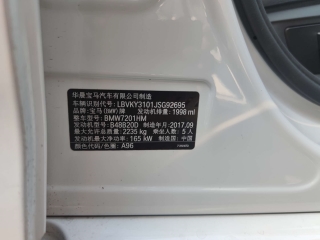 华晨宝马汽车有限公司制造
车辆识别代号: LBVKY3101JSG92695
品牌: 宝马(BMW)牌 发动机排量: 1998 ml
整车型号: BMW7201HM
发动机型号: B48B20D 制造年月: 2017.09
最大允许总质量: 2235 kg 乘坐人数: 5 人
发动机最大净功率: 165 kW 制造国: 中国
颜色代码/颜色: A96